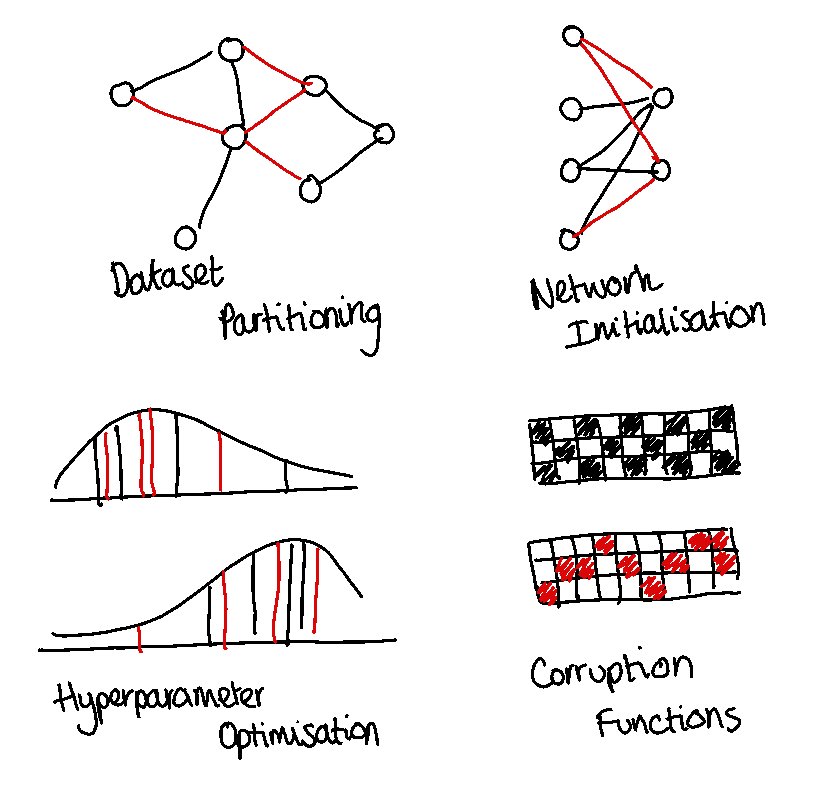 Dataset
Partitioning
Network
Initialisation
Hyperparameter
Optimisation
Corruption
Functions